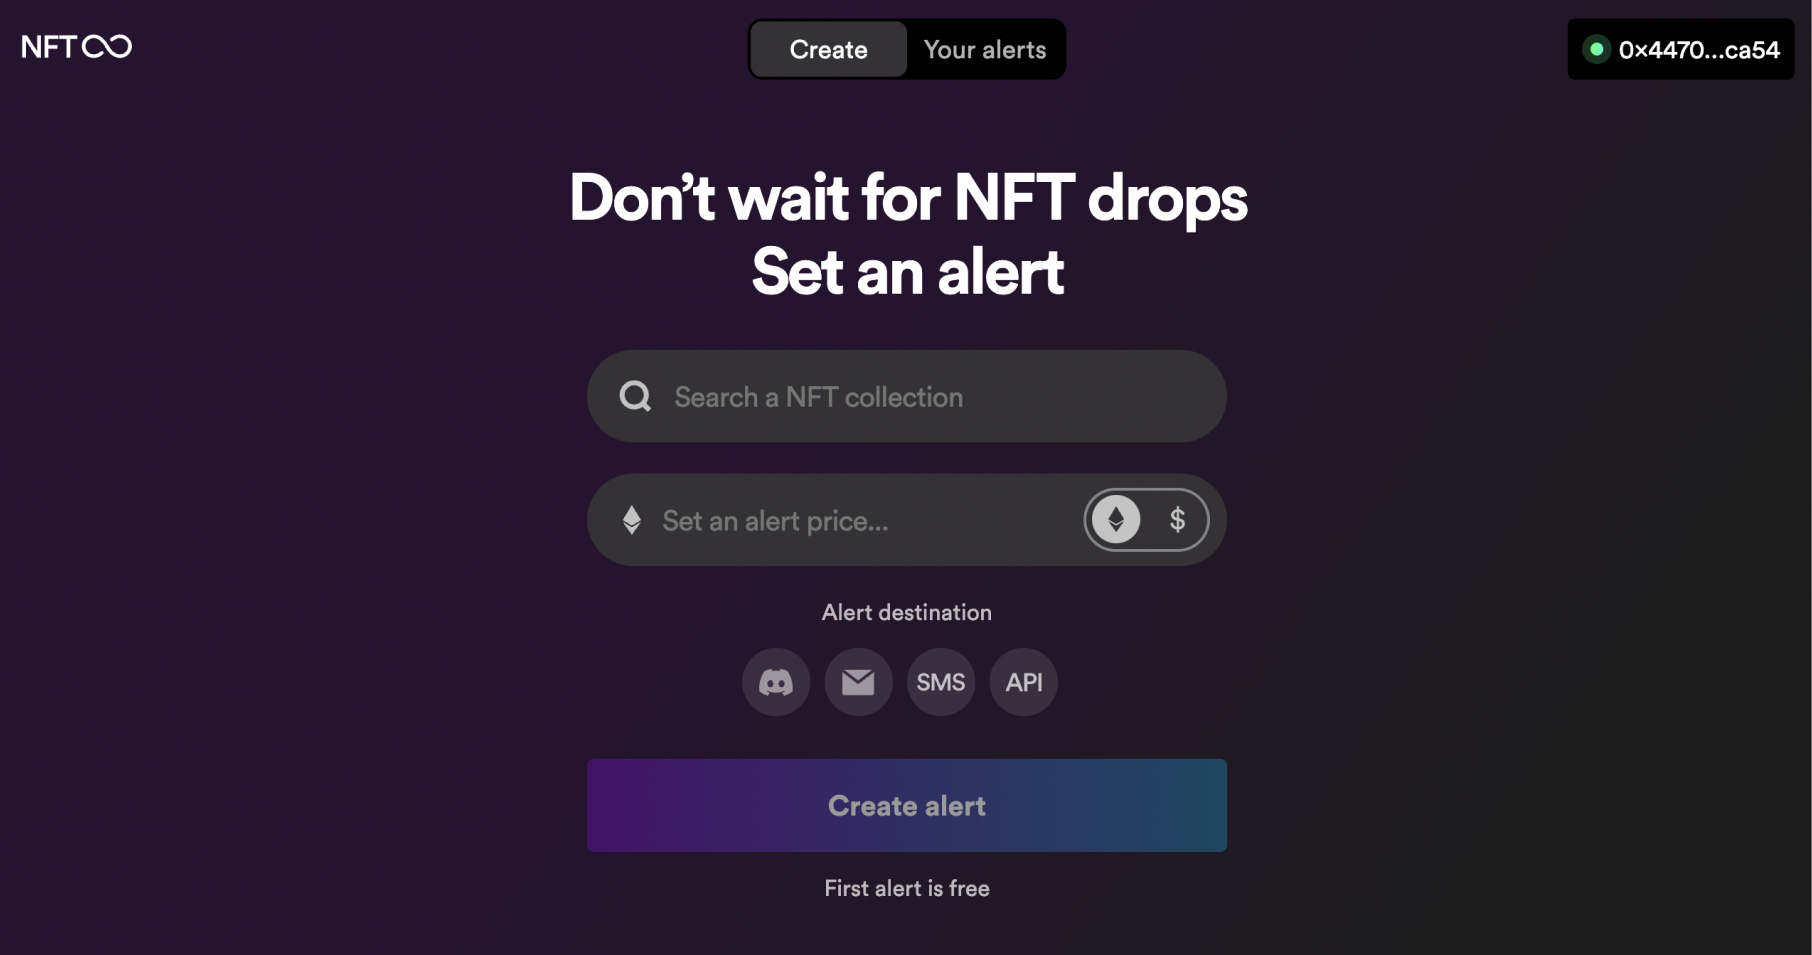 NFT
Create
Your alerts
0x4470...ca54
Don’t wait for NFT drops
Set an alert
Search a NFT collection
Set an alert price...
$
Alert destination
SMS
API
Create alert
First alert is free